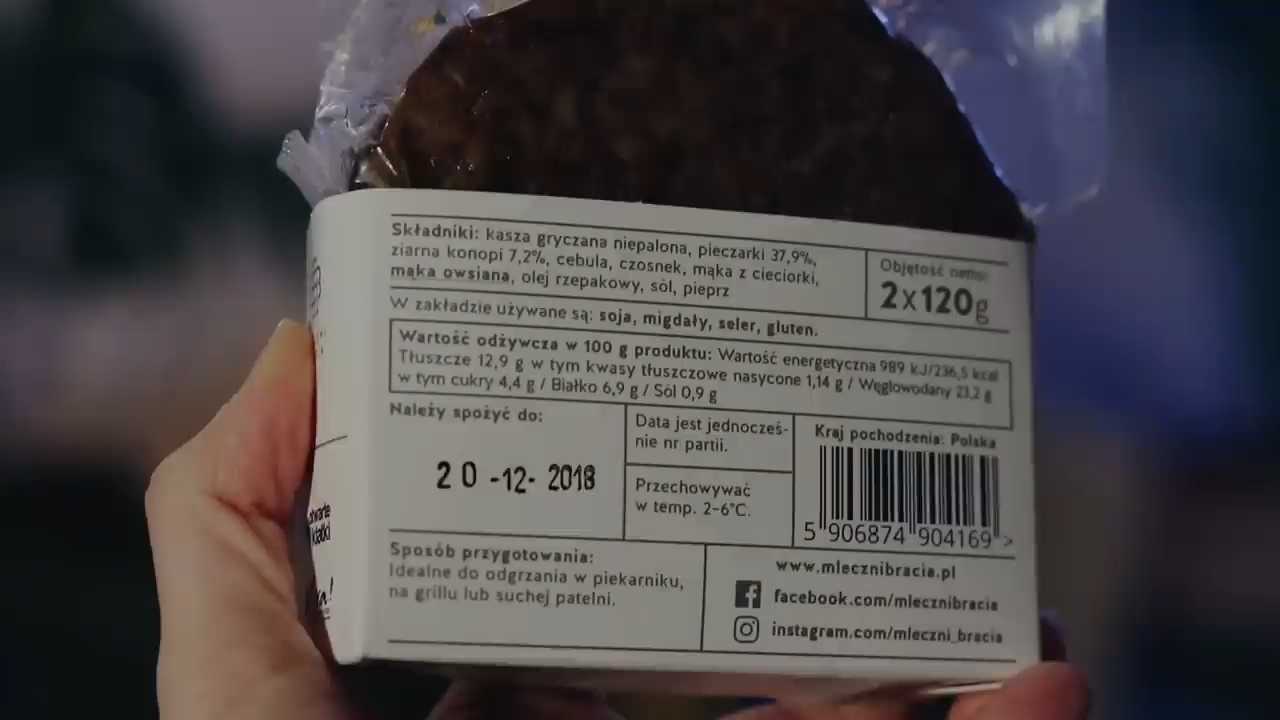 Składniki: kasza gryczana niepalona, pieczarki 37,9%,
ziarna konopi 7,2%, cebula, czosnek, mąka z cieciorki,
mąka owsiana, olej rzepakowy, sól, pieprz
Objętość netto:
2x120g
W zakładzie używane są: soja, migdały, seler, gluten.
Wartość odżywcza w 100 g produktu: Wartość energetyczna 989 kJ/236,5 kcal
Tłuszcze 12,9 g w tym kwasy tłuszczowe nasycone 1,14 g / Węglowodany 23,2 g
w tym cukry 4,4 g / Białko 6,9 g / Sól 0,9 g
Należy spożyć do:
20-12-2018
Data jest jednocześ-
nie nr partii.
Przechowywać
w temp. 2-6°C.
Kraj pochodzenia: Polska
5 906874 904169 >
Sposób przygotowania:
Idealne do odgrzania w piekarniku,
na grillu lub suchej patelni.
www.mlecznibracia.pl
facebook.com/mlecznibracia
instagram.com/mleczni_bracia